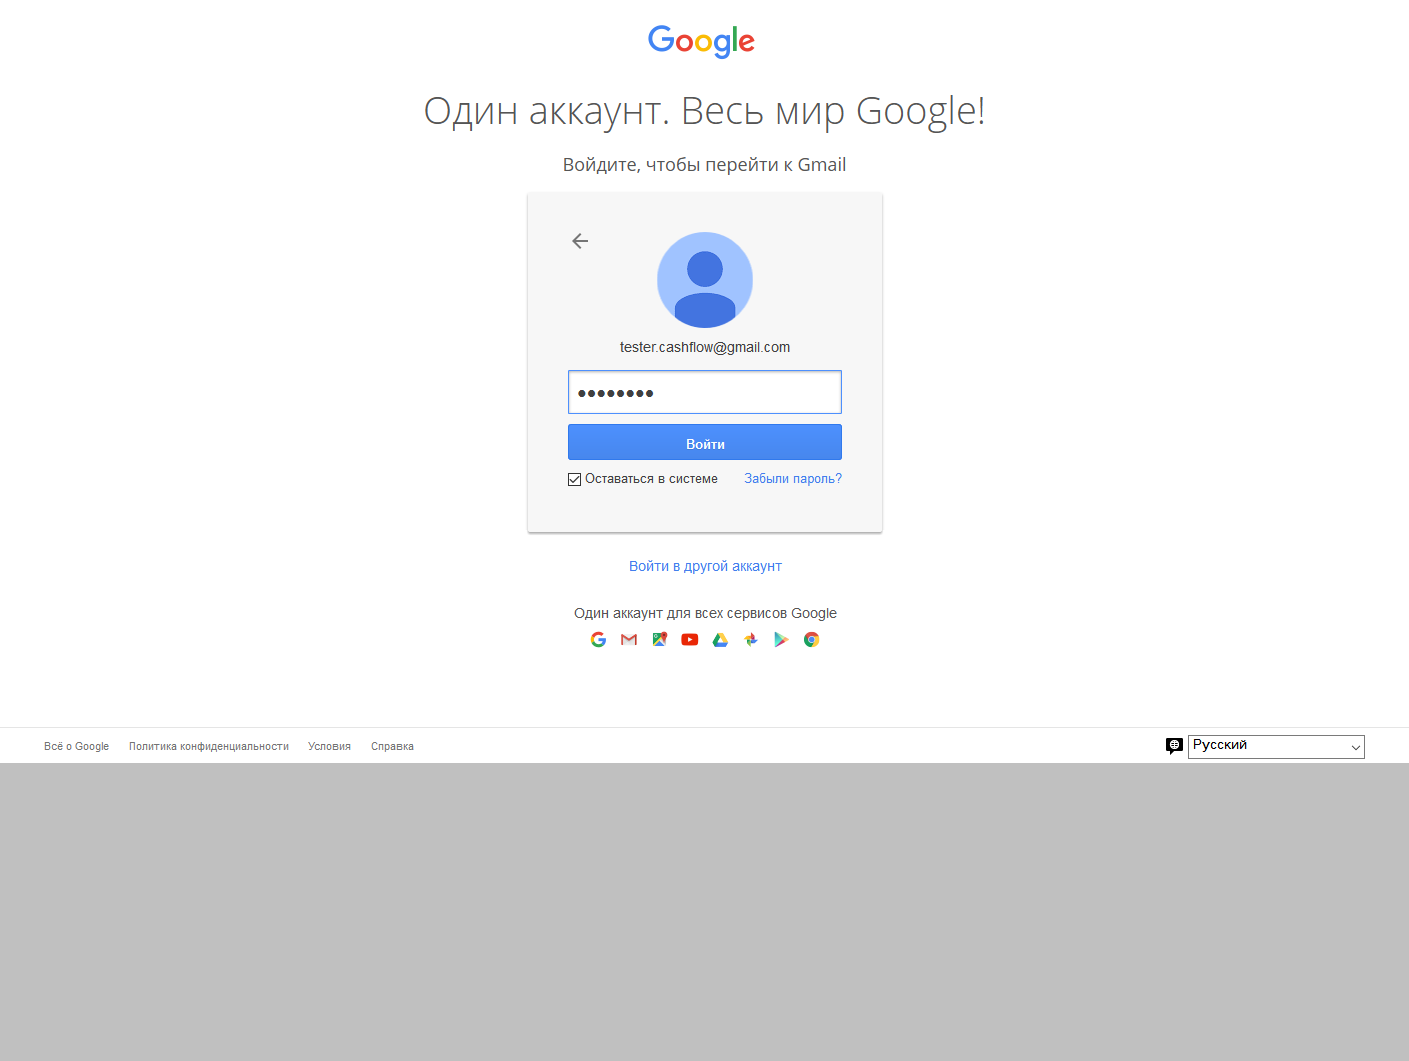 Google
Один аккаунт. Весь мир Google!
Войдите, чтобы перейти к Gmail
tester.cashflow@gmail.com
••••••••
Войти
Оставаться в системе Забыли пароль?
Войти в другой аккаунт
Один аккаунт для всех сервисов Google
Всё о Google Политика конфиденциальности Условия Справка Русский